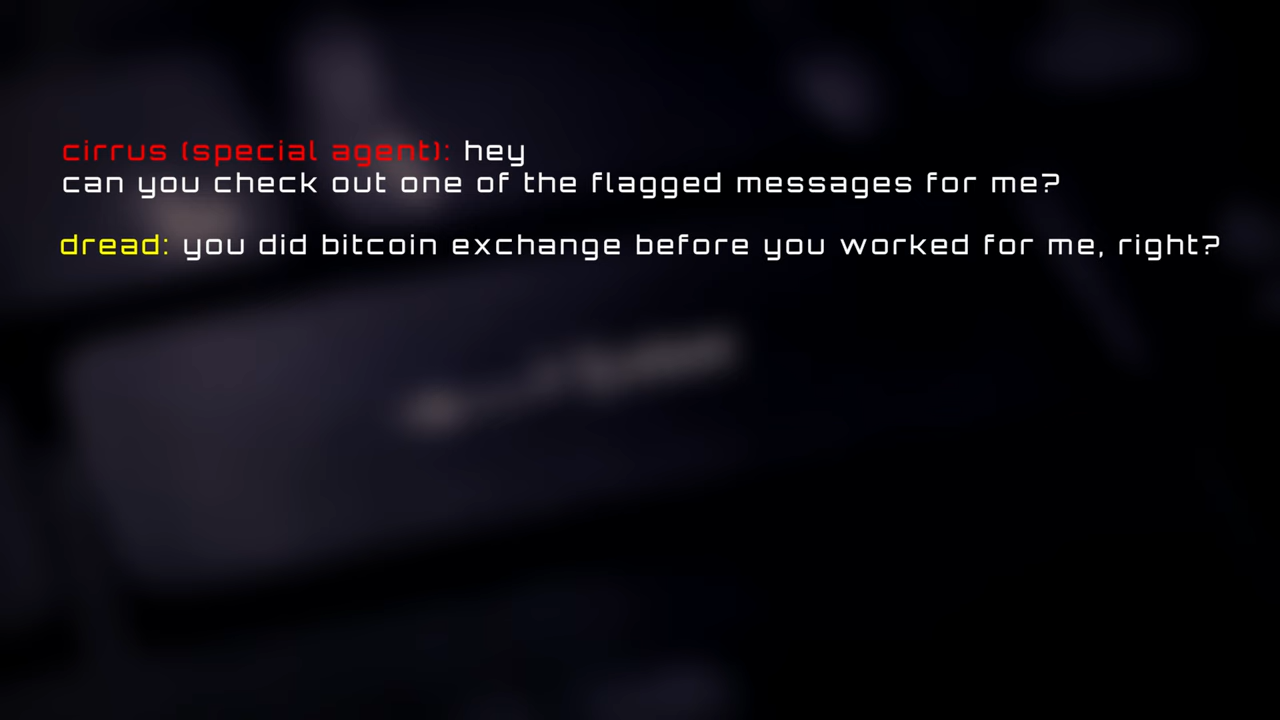 cirrus (special agent): hey
can you check out one of the flagged messages for me?
dread: you did bitcoin exchange before you worked for me, right?